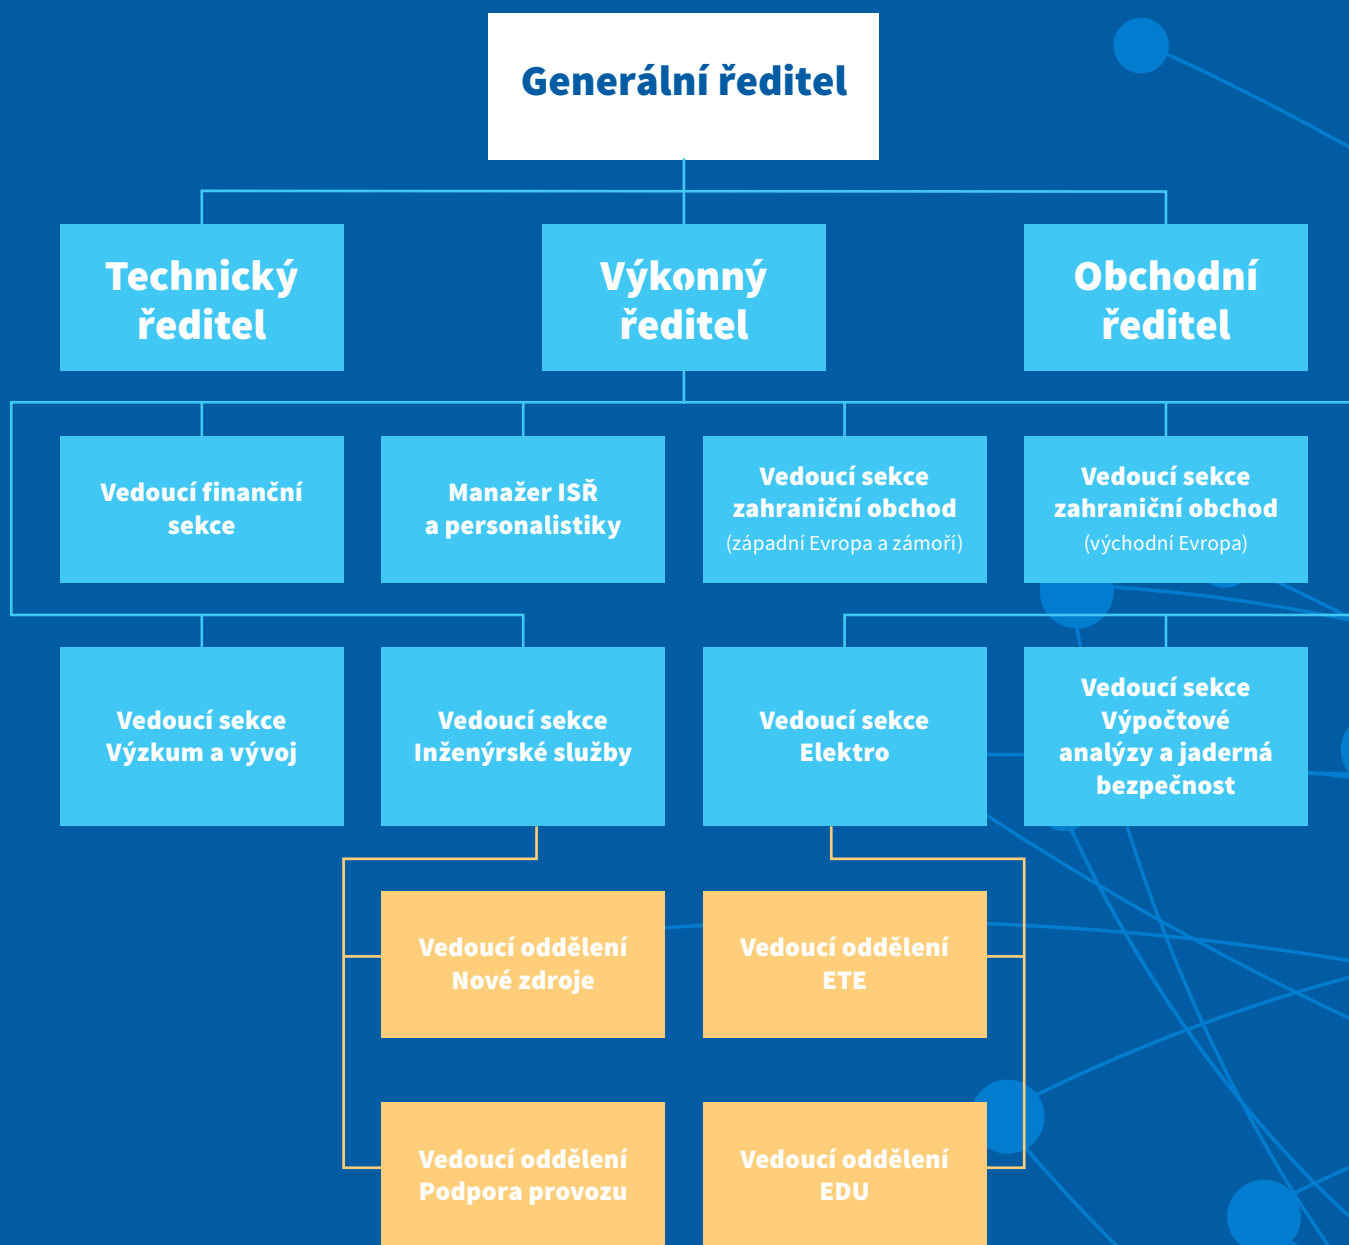 Generální ředitel
Technický
ředitel
Výkonný
ředitel
Obchodní
ředitel
Vedoucí finanční
sekce
Manažer ISŘ
a personalistiky
Vedoucí sekce
zahraniční obchod
(západní Evropa a zámoří)
Vedoucí sekce
zahraniční obchod
(východní Evropa)
Vedoucí sekce
Výzkum a vývoj
Vedoucí sekce
Inženýrské služby
Vedoucí sekce
Elektro
Vedoucí sekce
Výpočtové
analýzy a jaderná
bezpečnost
Vedoucí oddělení
Nové zdroje
Vedoucí oddělení
ETE
Vedoucí oddělení
Podpora provozu
Vedoucí oddělení
EDU